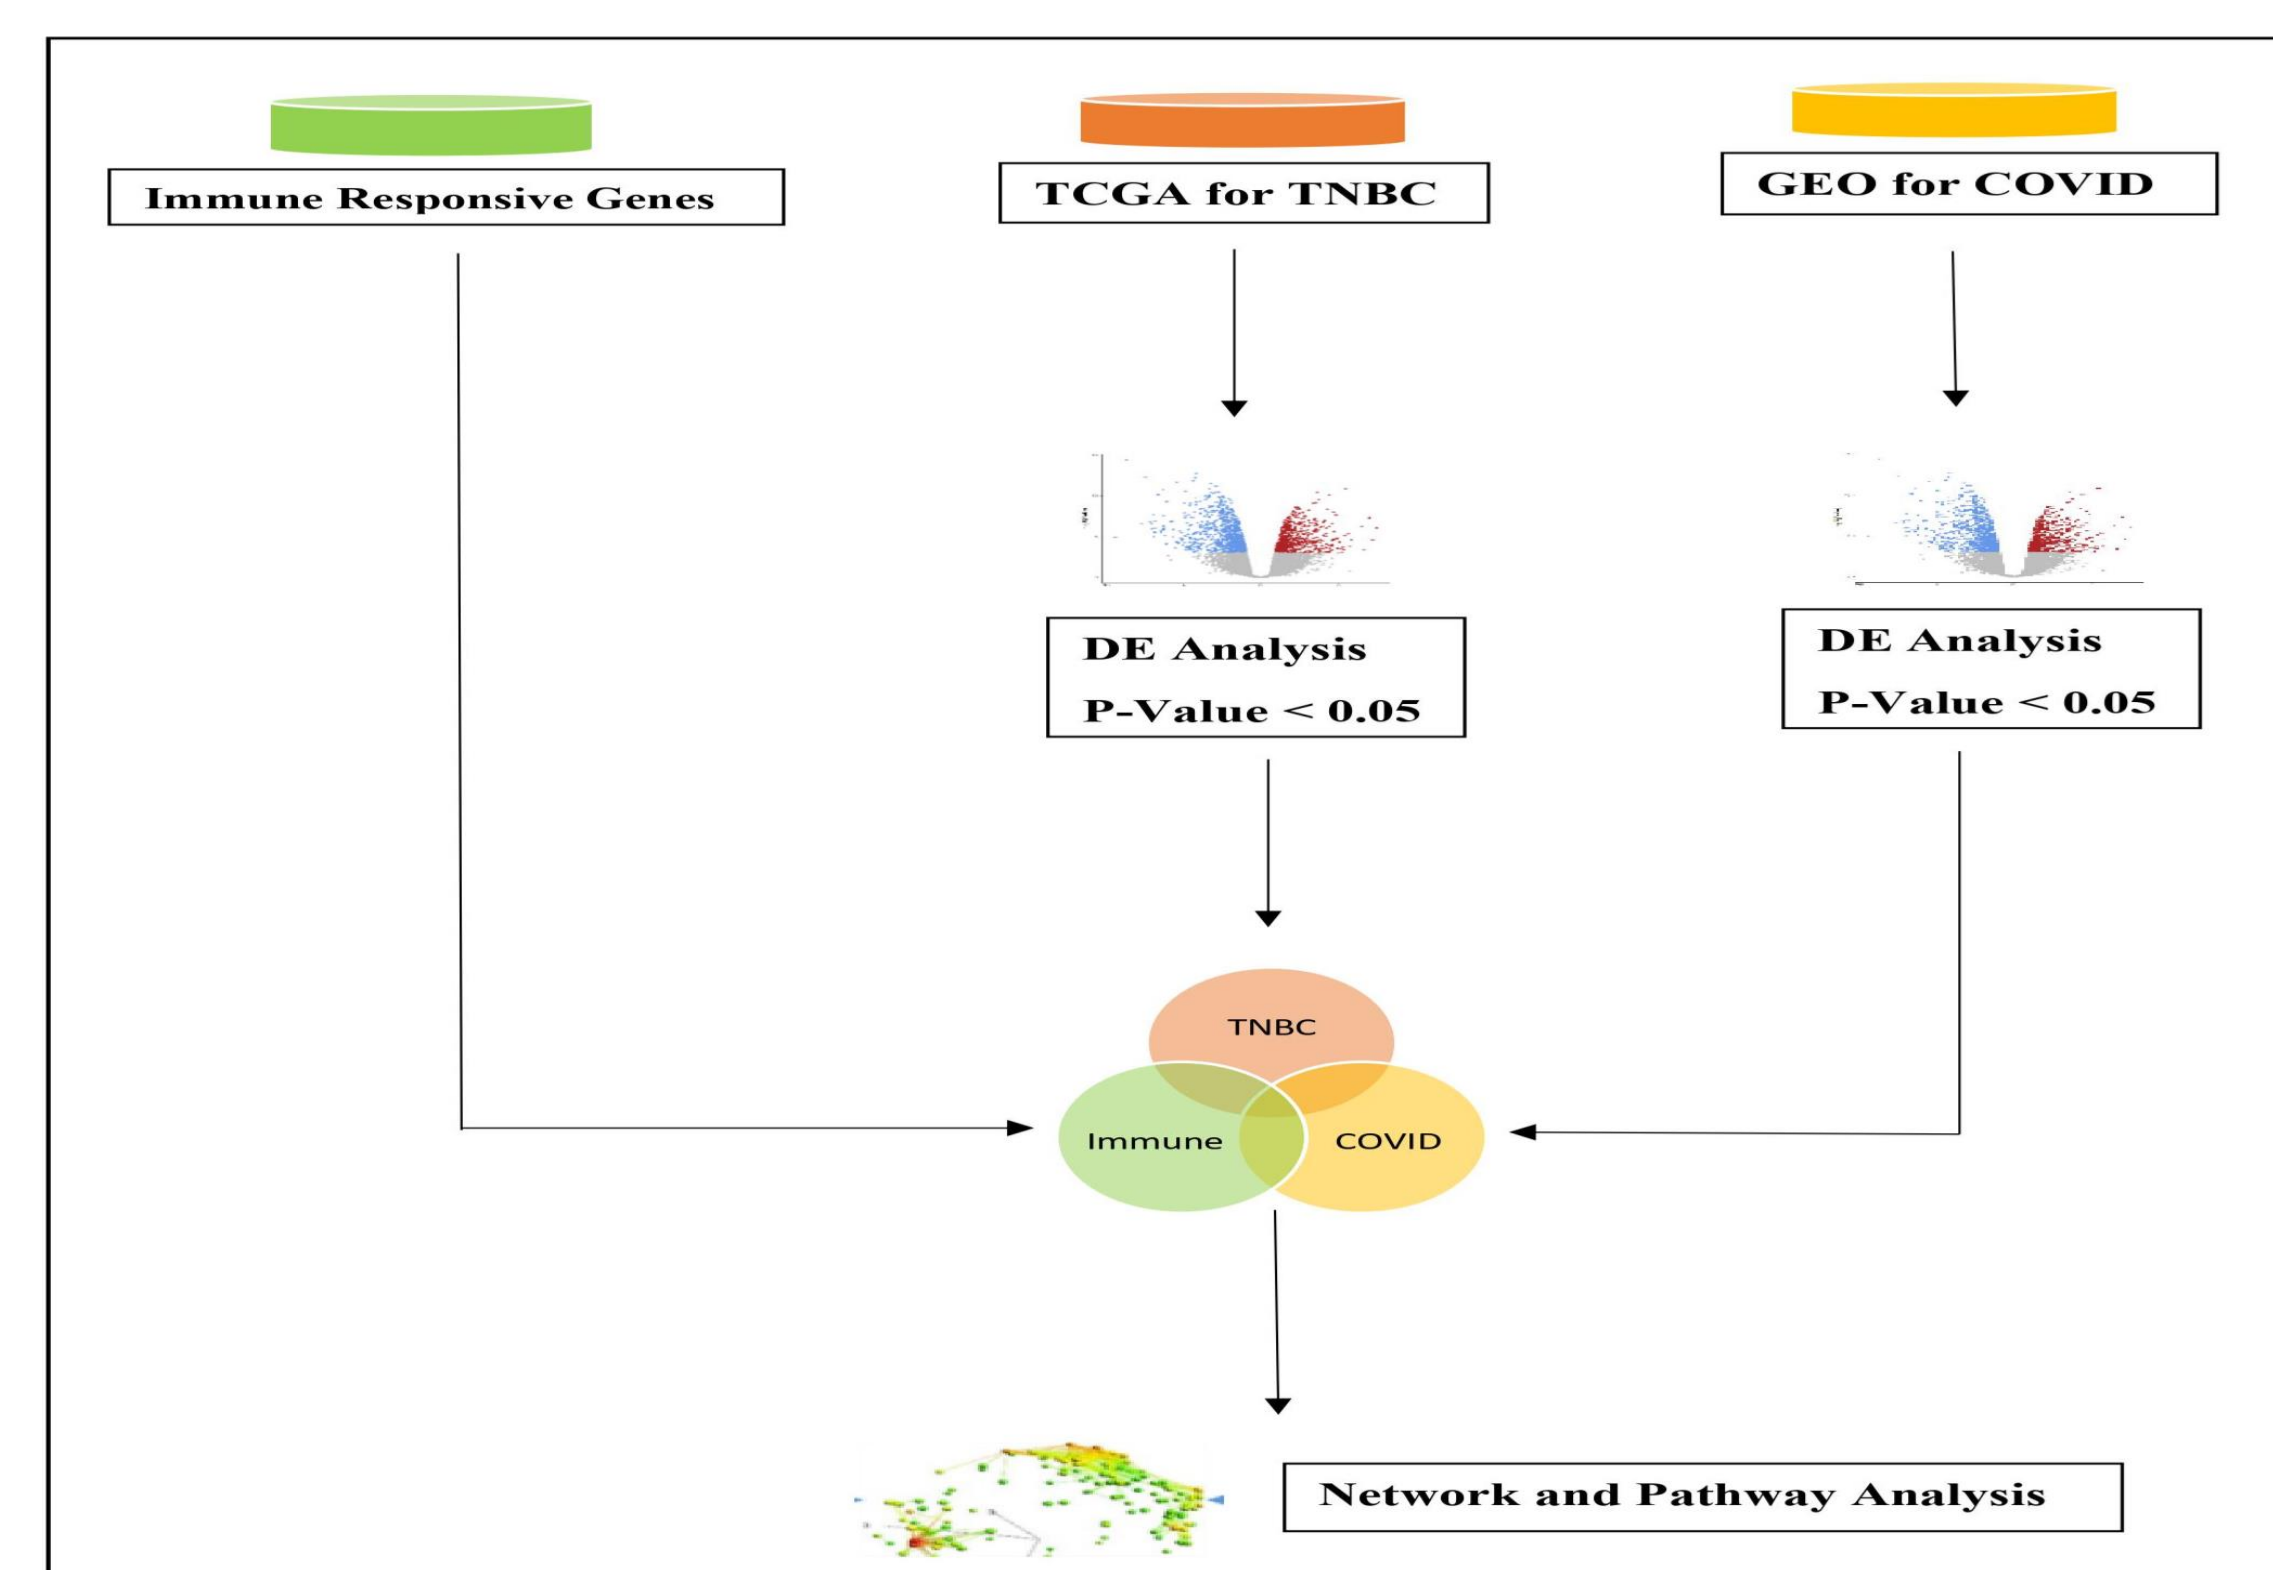 Immune Responsive Genes
TCGA for TNBC
GEO for COVID
DE Analysis
P-Value < 0.05
DE Analysis
P-Value < 0.05
TNBC
Immune
COVID
Network and Pathway Analysis